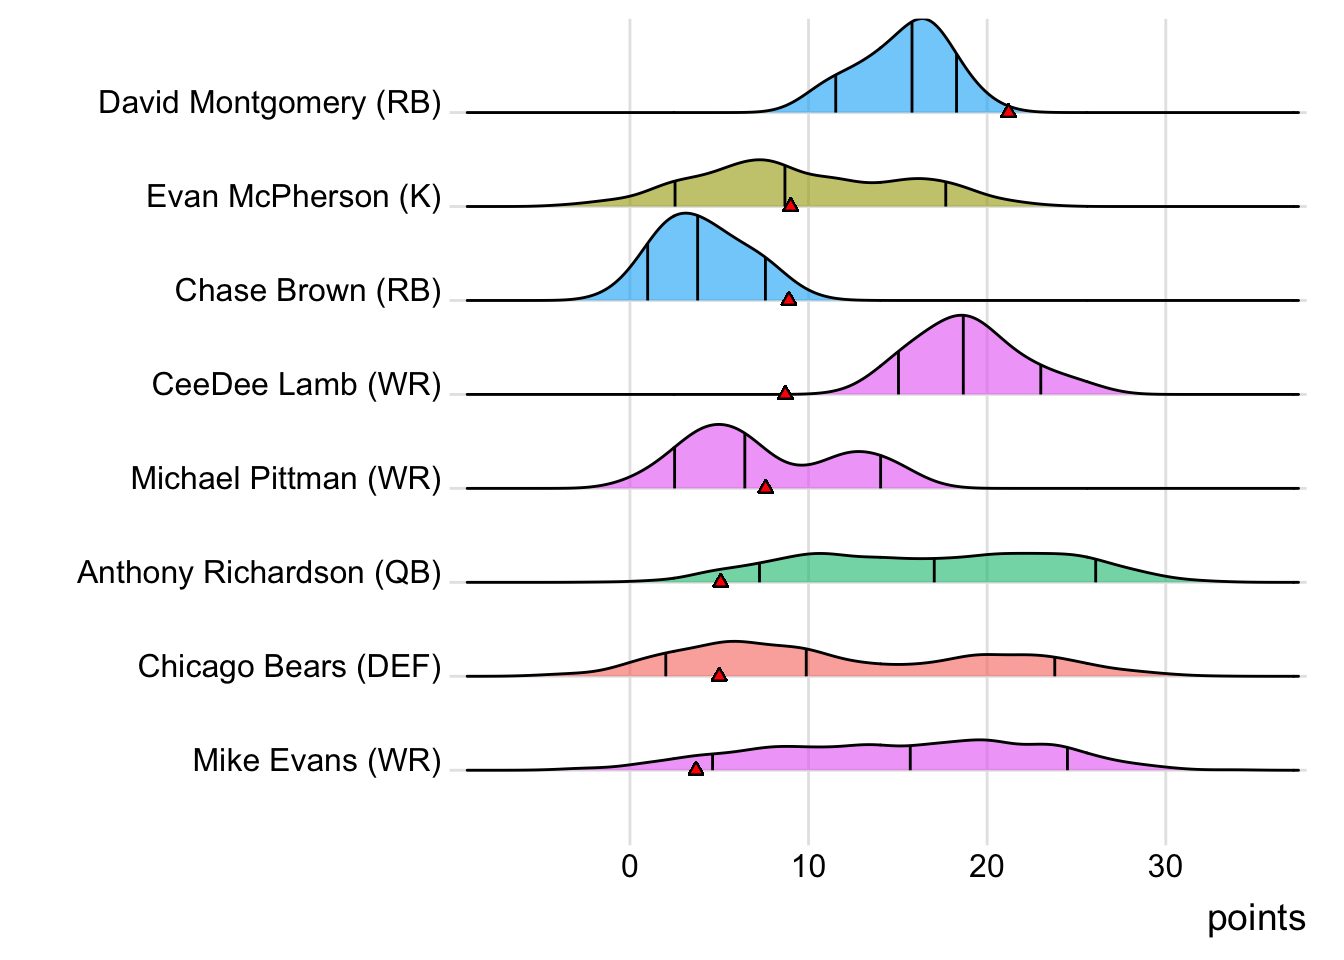 David Montgomery (RB)
Evan McPherson (K)
Chase Brown (RB)
CeeDee Lamb (WR)
Michael Pittman (WR)
Anthony Richardson (QB)
Chicago Bears (DEF)
Mike Evans (WR)
0 10 20 30
points